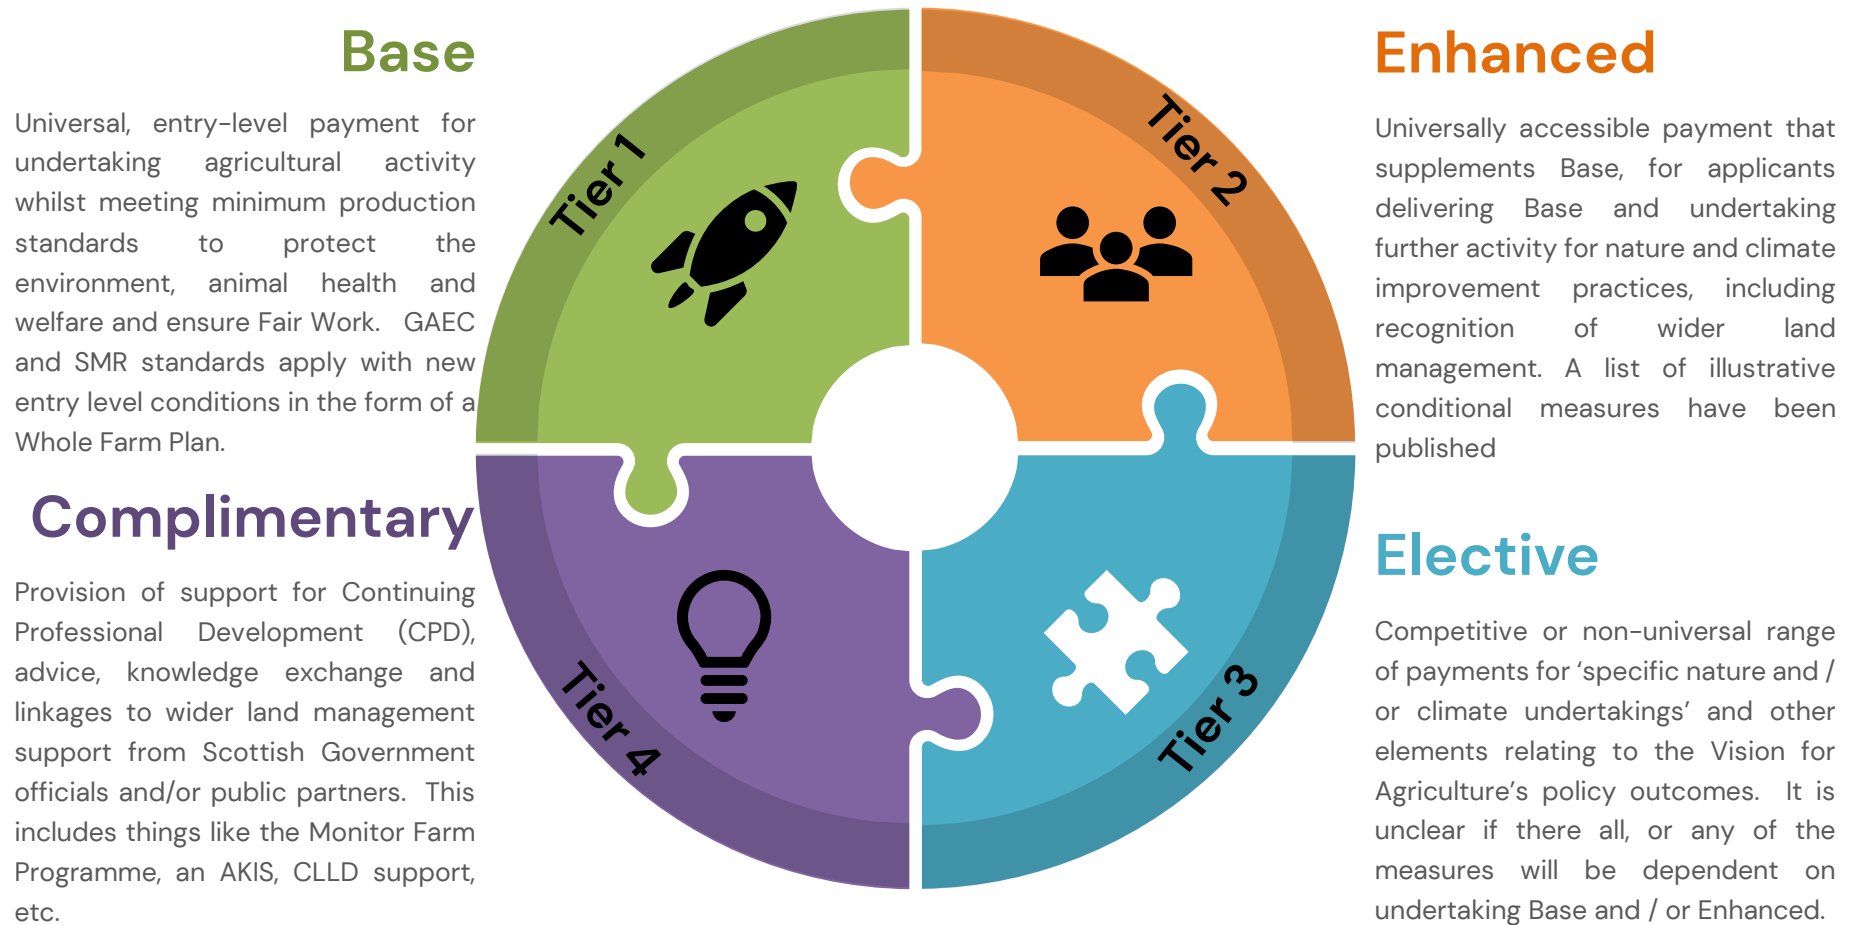 Base
Universal, entry-level payment for
undertaking agricultural activity
whilst meeting minimum production
standards to protect the
environment, animal health and
welfare and ensure Fair Work. GAEC
and SMR standards apply with new
entry level conditions in the form of a
Whole Farm Plan.
Tier 1
Tier 2
Enhanced
Universally accessible payment that
supplements Base, for applicants
delivering Base and undertaking
further activity for nature and climate
improvement practices, including
recognition of wider land
management. A list of illustrative
conditional measures have been
published
Complimentary
Provision of support for Continuing
Professional Development (CPD),
advice, knowledge exchange and
linkages to wider land management
support from Scottish Government
officials and/or public partners. This
includes things like the Monitor Farm
Programme, an AKIS, CLLD support,
etc.
Tier 4
Tier 3
Elective
Competitive or non-universal range
of payments for ‘specific nature and /
or climate undertakings’ and other
elements relating to the Vision for
Agriculture’s policy outcomes. It is
unclear if there all, or any of the
measures will be dependent on
undertaking Base and / or Enhanced.